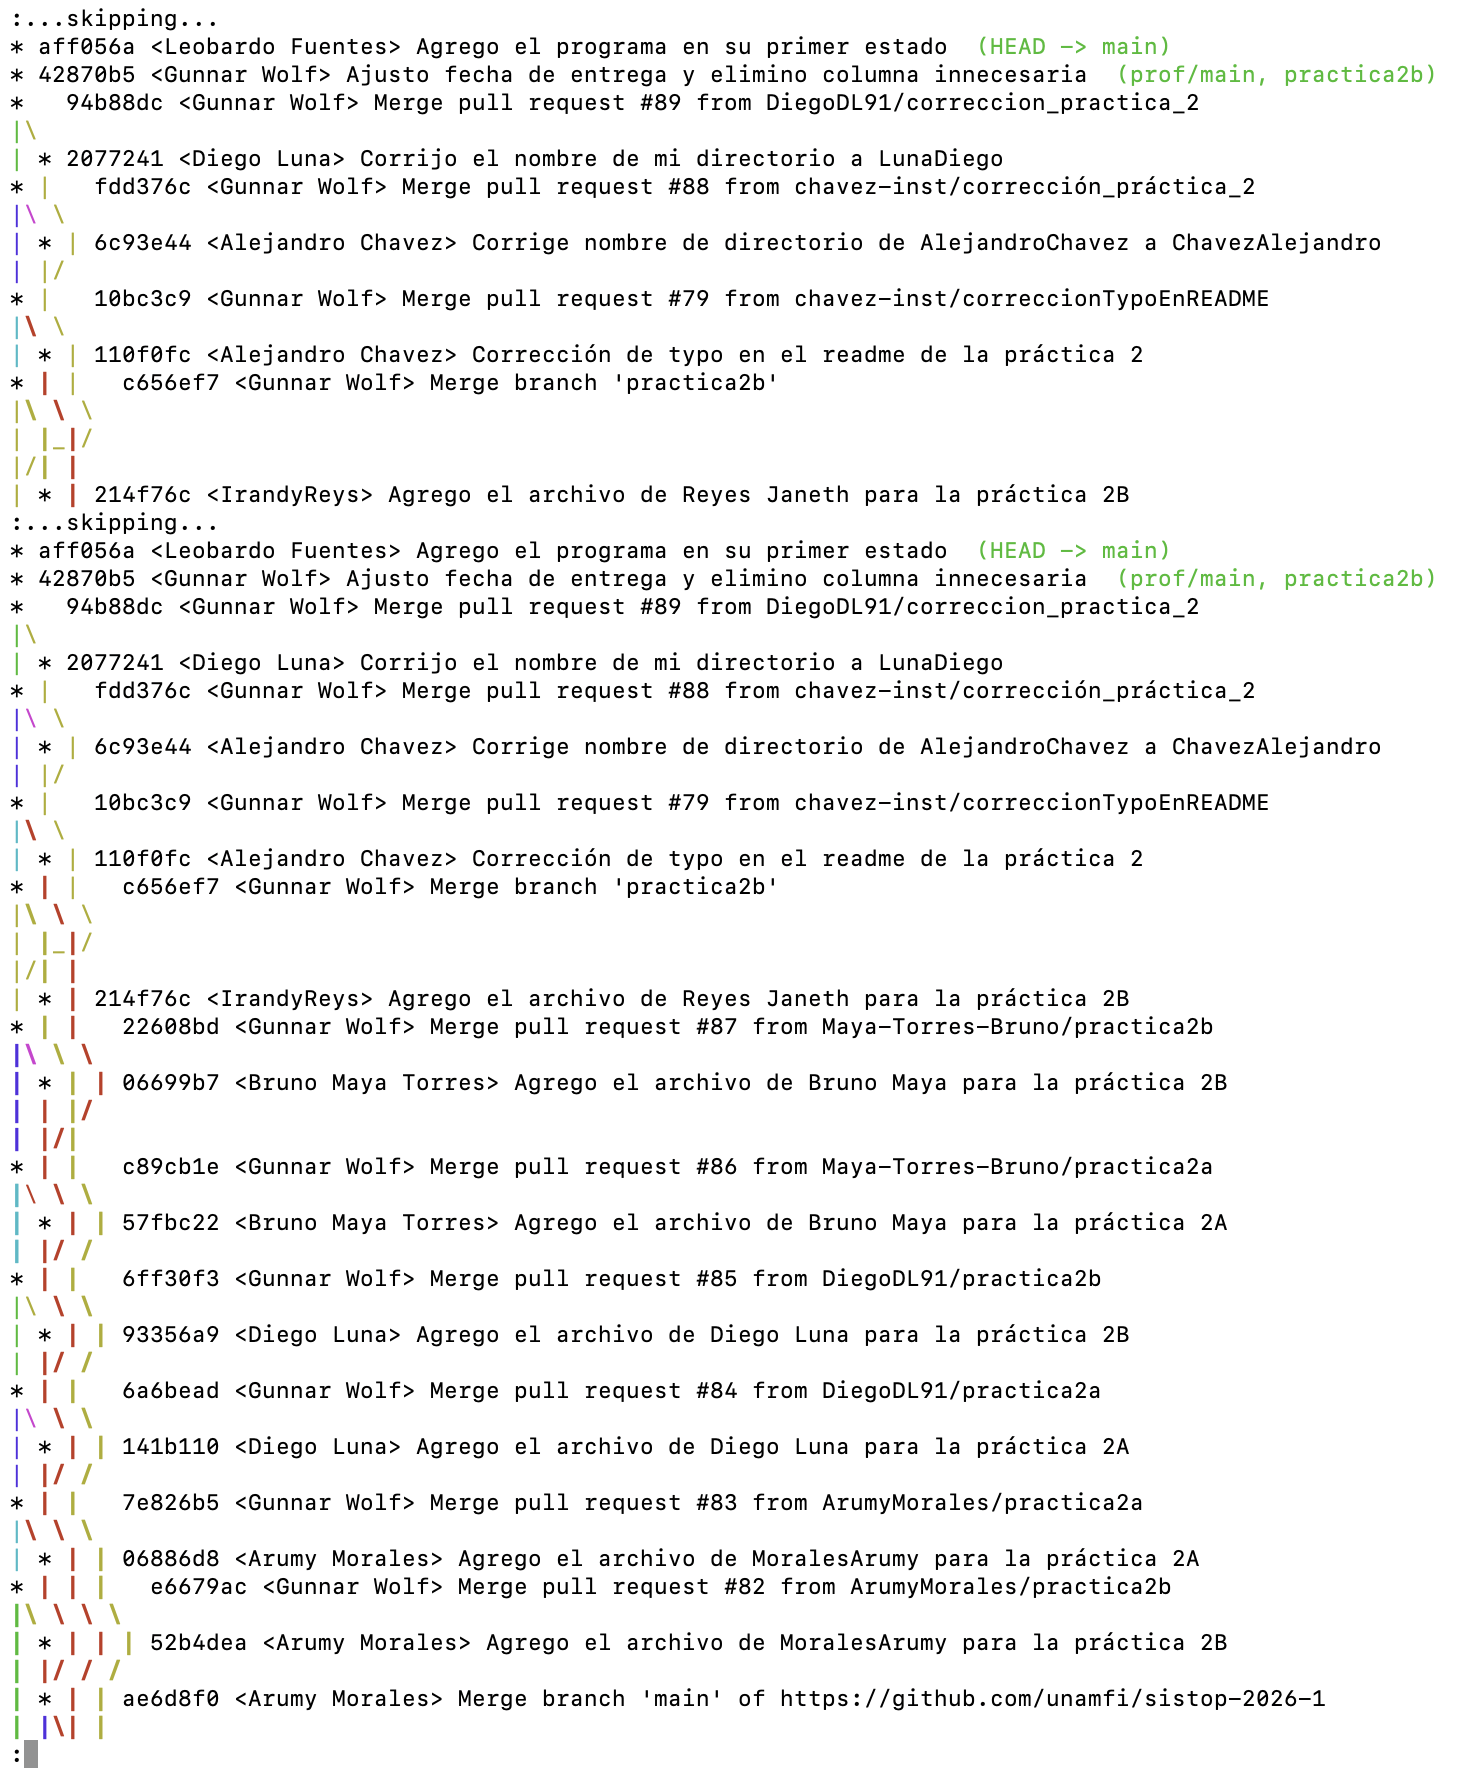 :...skipping...
* aff056a <Leobardo Fuentes> Agrego el programa en su primer estado  (HEAD -> main)
* 42870b5 <Gunnar Wolf> Ajusto fecha de entrega y elimino columna innecesaria  (prof/main, practica2b)
*   94b88dc <Gunnar Wolf> Merge pull request #89 from DiegoDL91/correccion_practica_2
|\
| * 2077241 <Diego Luna> Corrijo el nombre de mi directorio a LunaDiego
* |   fdd376c <Gunnar Wolf> Merge pull request #88 from chavez-inst/corrección_práctica_2
|\ \
| * | 6c93e44 <Alejandro Chavez> Corrige nombre de directorio de AlejandroChavez a ChavezAlejandro
| |/
* |   10bc3c9 <Gunnar Wolf> Merge pull request #79 from chavez-inst/correccionTypoEnREADME
|\ \
| * | 110f0fc <Alejandro Chavez> Corrección de typo en el readme de la práctica 2
* | |   c656ef7 <Gunnar Wolf> Merge branch 'practica2b'
|\ \ \
| |_|/
|/| |
| * | 214f76c <IrandyReys> Agrego el archivo de Reyes Janeth para la práctica 2B
:...skipping...
* aff056a <Leobardo Fuentes> Agrego el programa en su primer estado  (HEAD -> main)
* 42870b5 <Gunnar Wolf> Ajusto fecha de entrega y elimino columna innecesaria  (prof/main, practica2b)
*   94b88dc <Gunnar Wolf> Merge pull request #89 from DiegoDL91/correccion_practica_2
|\
| * 2077241 <Diego Luna> Corrijo el nombre de mi directorio a LunaDiego
* |   fdd376c <Gunnar Wolf> Merge pull request #88 from chavez-inst/corrección_práctica_2
|\ \
| * | 6c93e44 <Alejandro Chavez> Corrige nombre de directorio de AlejandroChavez a ChavezAlejandro
| |/
* |   10bc3c9 <Gunnar Wolf> Merge pull request #79 from chavez-inst/correccionTypoEnREADME
|\ \
| * | 110f0fc <Alejandro Chavez> Corrección de typo en el readme de la práctica 2
* | |   c656ef7 <Gunnar Wolf> Merge branch 'practica2b'
|\ \ \
| |_|/
|/| |
| * | 214f76c <IrandyReys> Agrego el archivo de Reyes Janeth para la práctica 2B
* | |   22608bd <Gunnar Wolf> Merge pull request #87 from Maya-Torres-Bruno/practica2b
|\ \ \
| * | | 06699b7 <Bruno Maya Torres> Agrego el archivo de Bruno Maya para la práctica 2B
| | |/
| |/|
* | |   c89cb1e <Gunnar Wolf> Merge pull request #86 from Maya-Torres-Bruno/practica2a
|\ \ \
| * | | 57fbc22 <Bruno Maya Torres> Agrego el archivo de Bruno Maya para la práctica 2A
| |/ /
* | |   6ff30f3 <Gunnar Wolf> Merge pull request #85 from DiegoDL91/practica2b
|\ \ \
| * | | 93356a9 <Diego Luna> Agrego el archivo de Diego Luna para la práctica 2B
| |/ /
* | |   6a6bead <Gunnar Wolf> Merge pull request #84 from DiegoDL91/practica2a
|\ \ \
| * | | 141b110 <Diego Luna> Agrego el archivo de Diego Luna para la práctica 2A
| |/ /
* | |   7e826b5 <Gunnar Wolf> Merge pull request #83 from ArumyMorales/practica2a
|\ \ \
| * | | 06886d8 <Arumy Morales> Agrego el archivo de MoralesArumy para la práctica 2A
* | | |   e6679ac <Gunnar Wolf> Merge pull request #82 from ArumyMorales/practica2b
|\ \ \ \
| * | | | 52b4dea <Arumy Morales> Agrego el archivo de MoralesArumy para la práctica 2B
| |/ / /
| * | | ae6d8f0 <Arumy Morales> Merge branch 'main' of https://github.com/unamfi/sistop-2026-1
| |\| |
: